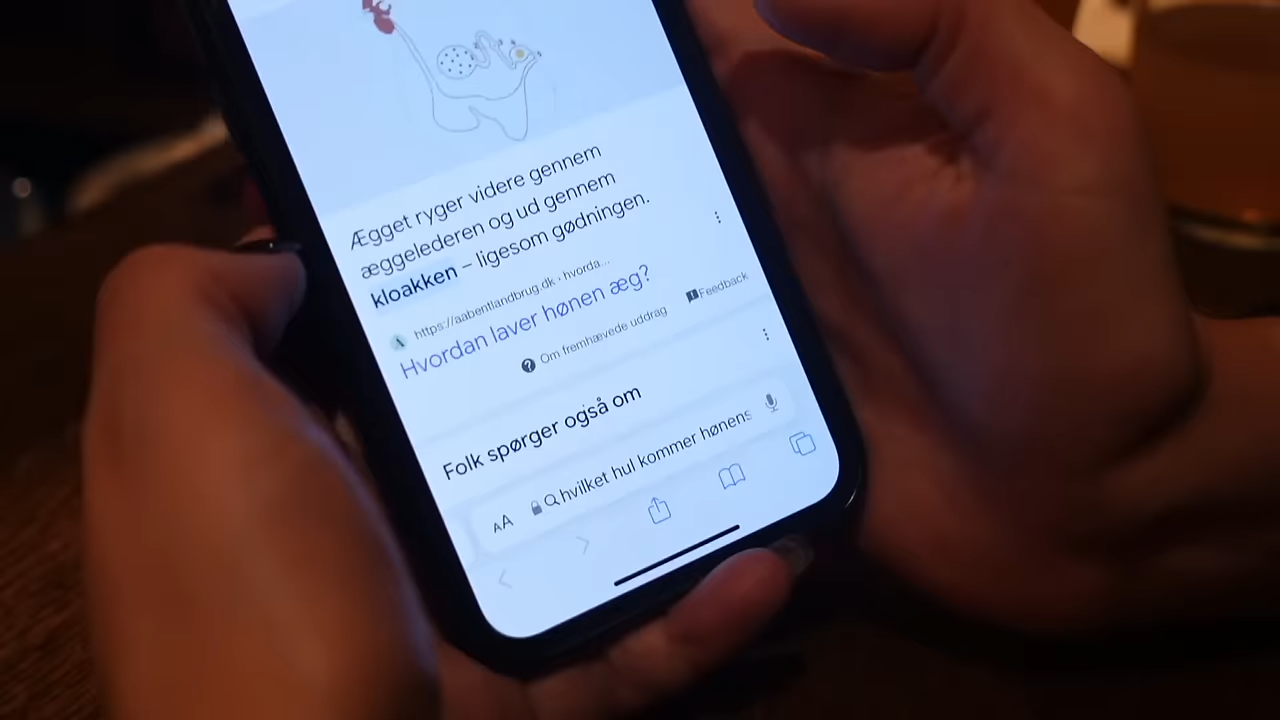 Ægget ryger videre gennem
æggelederen og ud gennem
kloakken – ligesom gødningen.
https://aabentlandbrug.dk › hvorda...
Hvordan laver hønen æg?
Om fremhævede uddrag
Feedback
Folk spørger også om
AA hvilket hul kommer hønens